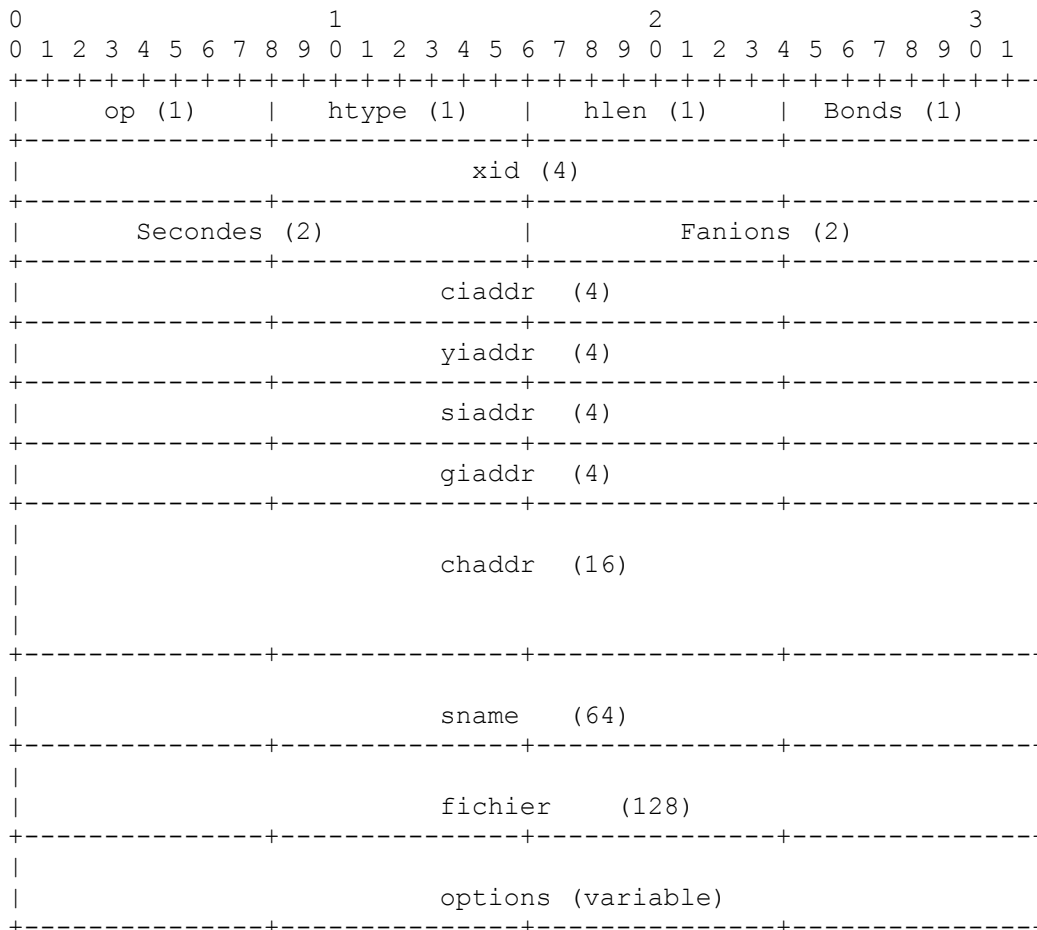 0                   1                   2                   3
0 1 2 3 4 5 6 7 8 9 0 1 2 3 4 5 6 7 8 9 0 1 2 3 4 5 6 7 8 9 0 1
+-+-+-+-+-+-+-+-+-+-+-+-+-+-+-+-+-+-+-+-+-+-+-+-+-+-+-+-+-+-+-+-
|     op (1)    |   htype (1)   |   hlen (1)    |  Bonds (1)
+---------------+---------------+---------------+---------------+
|                            xid (4)
+---------------+---------------+---------------+---------------+
|       Secondes (2)            |         Fanions (2)
+---------------+---------------+---------------+---------------+
|                          ciaddr  (4)
+---------------+---------------+---------------+---------------+
|                          yiaddr  (4)
+---------------+---------------+---------------+---------------+
|                          siaddr  (4)
+---------------+---------------+---------------+---------------+
|                          giaddr  (4)
+---------------+---------------+---------------+---------------+
|
|                          chaddr  (16)
|
|
+---------------+---------------+---------------+---------------+
|
|                          sname   (64)
+---------------+---------------+---------------+---------------+
|
|                          fichier    (128)
+---------------+---------------+---------------+---------------+
|
|                          options (variable)
+---------------+---------------+---------------+---------------+